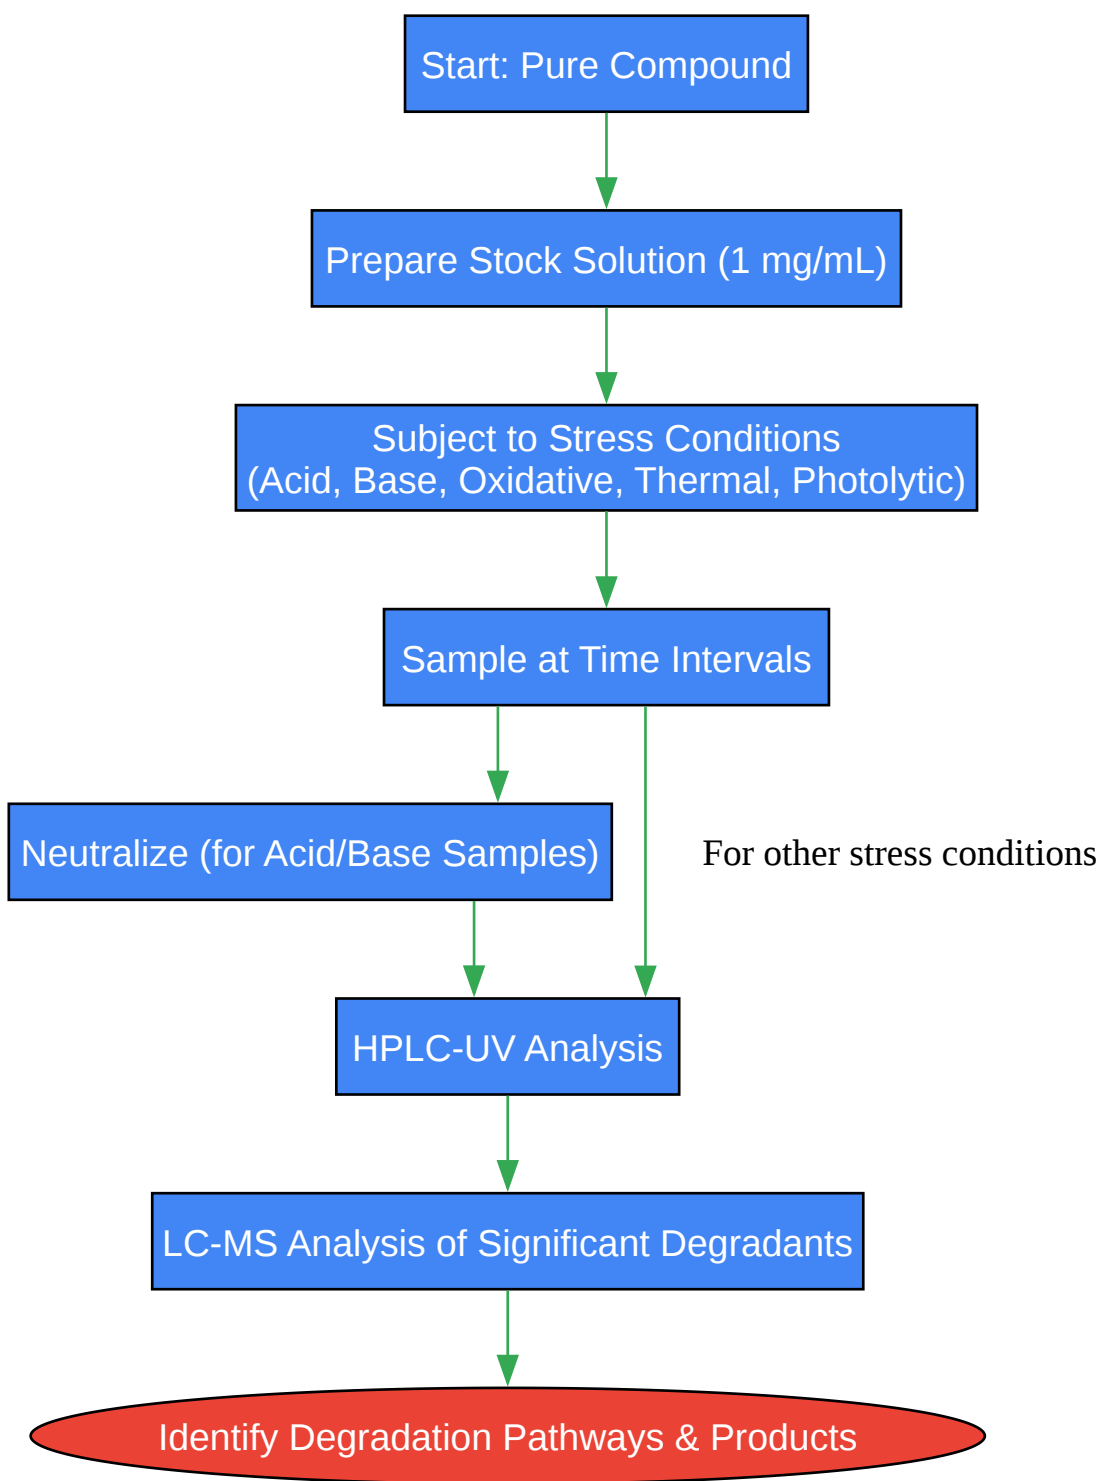 Start: Pure Compound
Prepare Stock Solution (1 mg/mL)
Subject to Stress Conditions
(Acid, Base, Oxidative, Thermal, Photolytic)
Sample at Time Intervals
Neutralize (for Acid/Base Samples)
For other stress conditions
HPLC-UV Analysis
LC-MS Analysis of Significant Degradants
Identify Degradation Pathways & Products